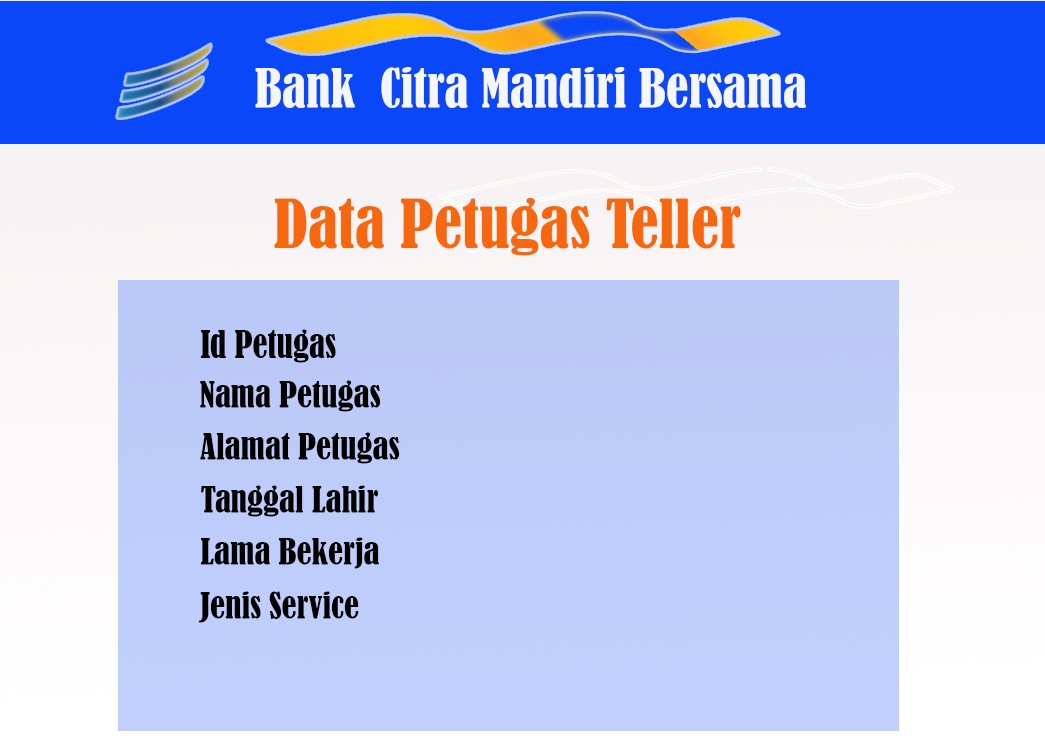 Bank Citra Mandiri Bersama
Data Petugas Teller
Id Petugas
Nama Petugas
Alamat Petugas
Tanggal Lahir
Lama Bekerja
Jenis Service